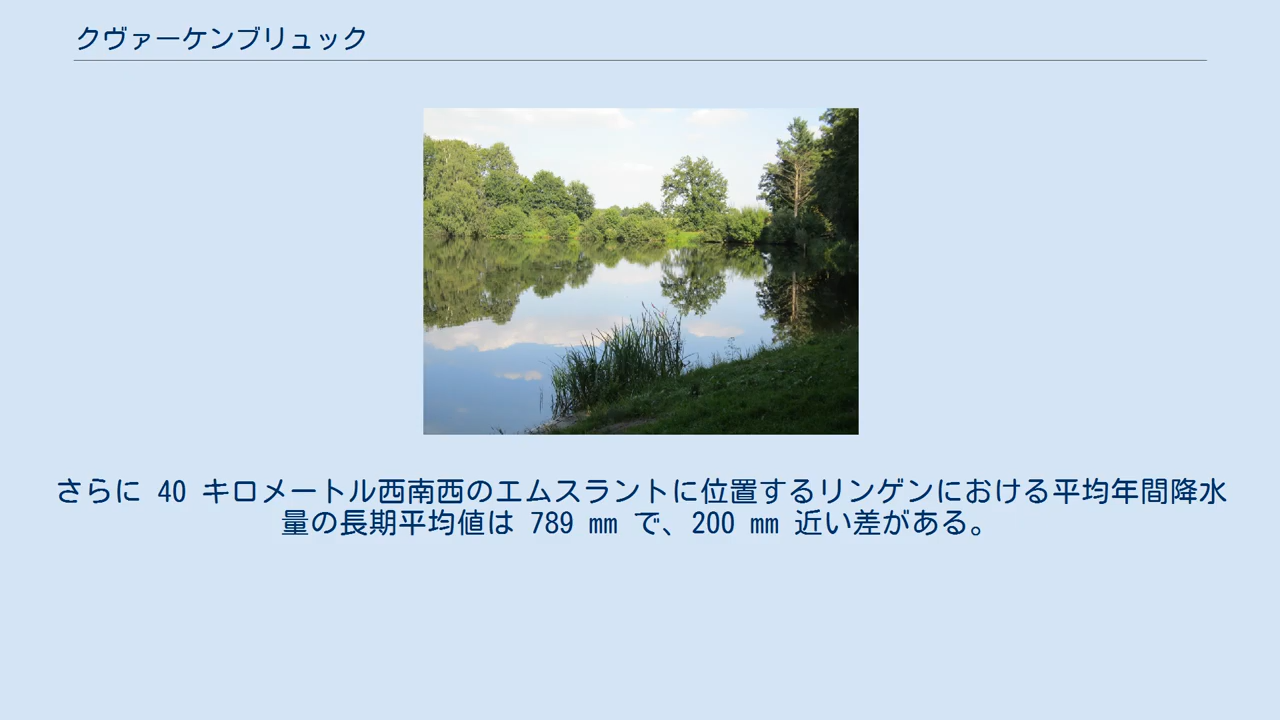 クヴァーケンブリュック
さらに 40 キロメートル西南西のエムスラントに位置するリンゲンにおける平均年間降水
量の長期平均値は 789 mm で、200 mm 近い差がある。